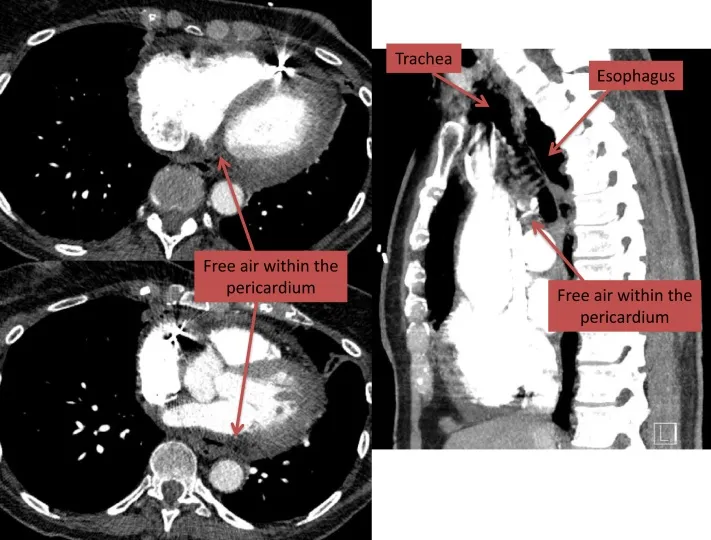 Trachea
Esophagus
Free air within the
pericardium
Free air within the
pericardium